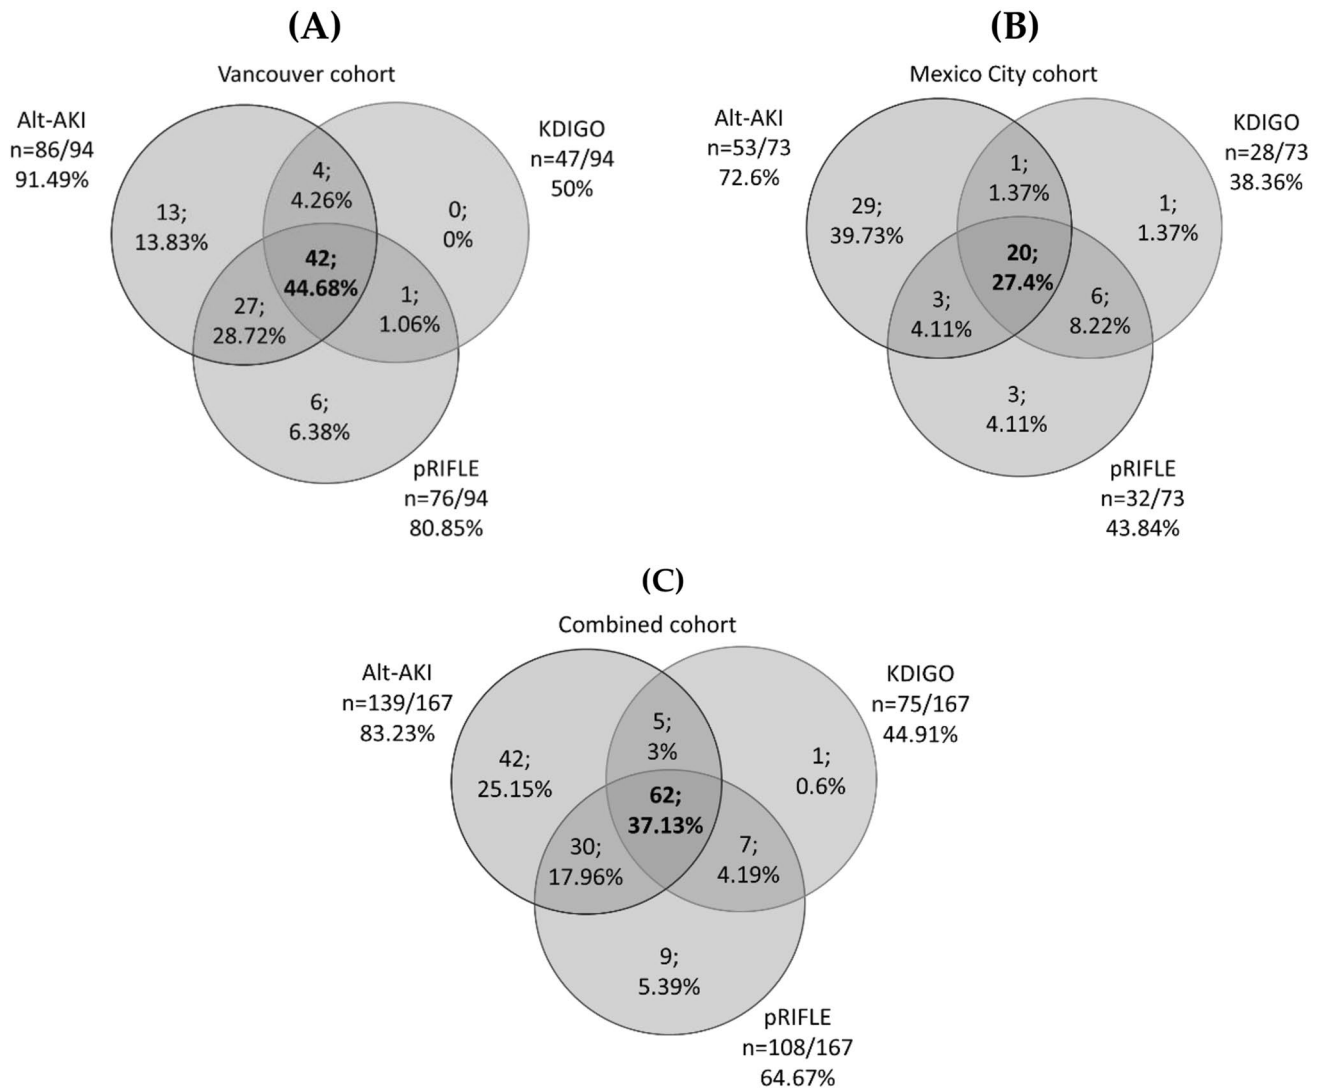 (A)
Vancouver cohort
Alt-AKI
n=86/94
91.49%
KDIGO
n=47/94
50%
4;
4.26%
13;
13.83%
0;
0%
42;
44.68%
27;
28.72%
1;
1.06%
6;
6.38%
pRIFLE
n=76/94
80.85%
(B)
Mexico City cohort
Alt-AKI
n=53/73
72.6%
KDIGO
n=28/73
38.36%
1;
1.37%
29;
39.73%
1;
1.37%
20;
27.4%
3;
4.11%
6;
8.22%
3;
4.11%
pRIFLE
n=32/73
43.84%
(C)
Combined cohort
Alt-AKI
n=139/167
83.23%
KDIGO
n=75/167
44.91%
5;
3%
42;
25.15%
1;
0.6%
62;
37.13%
30;
17.96%
7;
4.19%
9;
5.39%
pRIFLE
n=108/167
64.67%